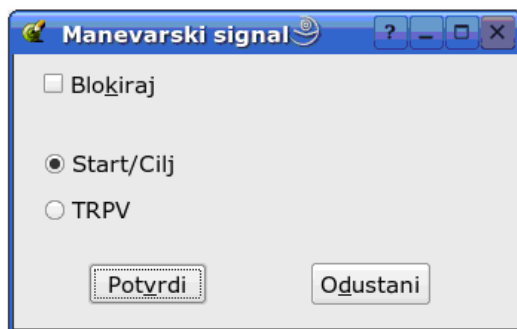 Manevarski signal
Blokiraj
Start/Cilj
TRPV
Potvrdi Odustani